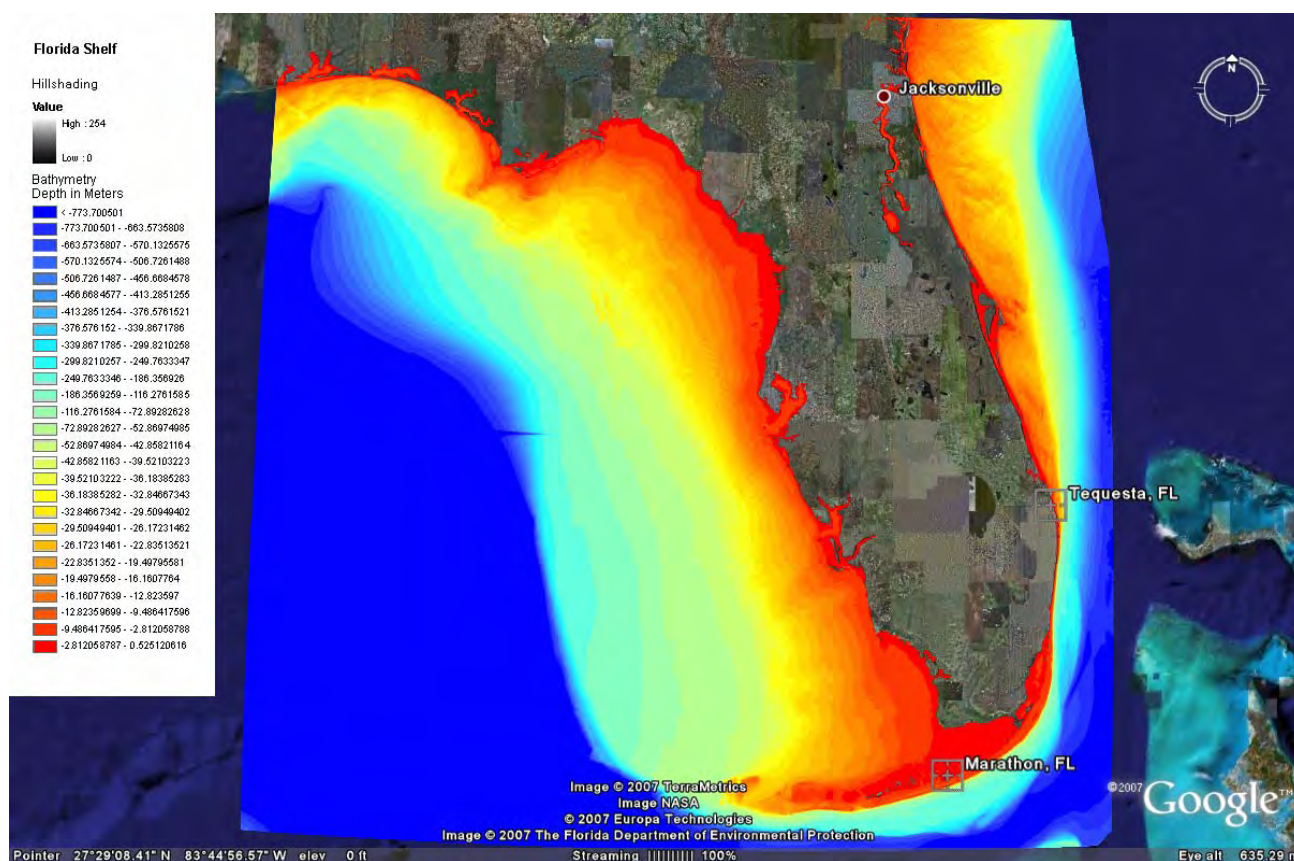 Florida Shelf
Hillshading
Value
High : 254
Low : 0
Bathymetry
Depth in Meters
< -773.700501
-773.700501 - -663.5735808
-663.5735807 - -570.1325575
-570.1325574 - -506.7261488
-506.7261487 - -456.6684578
-456.6684577 - -413.2851255
-413.2851254 - -376.5761521
-376.576152 - -339.8671786
-339.8671785 - -299.8210258
-299.8210257 - -249.7633347
-249.7633346 - -186.356926
-186.3569259 - -116.2761585
-116.2761584 - -72.89282628
-72.89282627 - -52.86974985
-52.86974984 - -42.85821164
-42.85821163 - -39.52103223
-39.52103222 - -36.18385283
-36.18385282 - -32.84667343
-32.84667342 - -29.50949402
-29.50949401 - -26.17231462
-26.17231461 - -22.83513521
-22.8351352 - -19.49795581
-19.4979558 - -16.1607764
-16.16077639 - -12.823597
-12.82359699 - -9.486417596
-9.486417595 - -2.812058788
-2.812058787 - 0.525120616
N
Jacksonville
Tequesta, FL
Marathon, FL
Image © 2007 TerraMetrics
Image NASA
© 2007 Europa Technologies
Image © 2007 The Florida Department of Environmental Protection
©2007 Google™
Pointer 27°29'08.41" N 83°44'56.57" W elev 0 ft Streaming |||||||||| 100% Eye alt 635.29 m